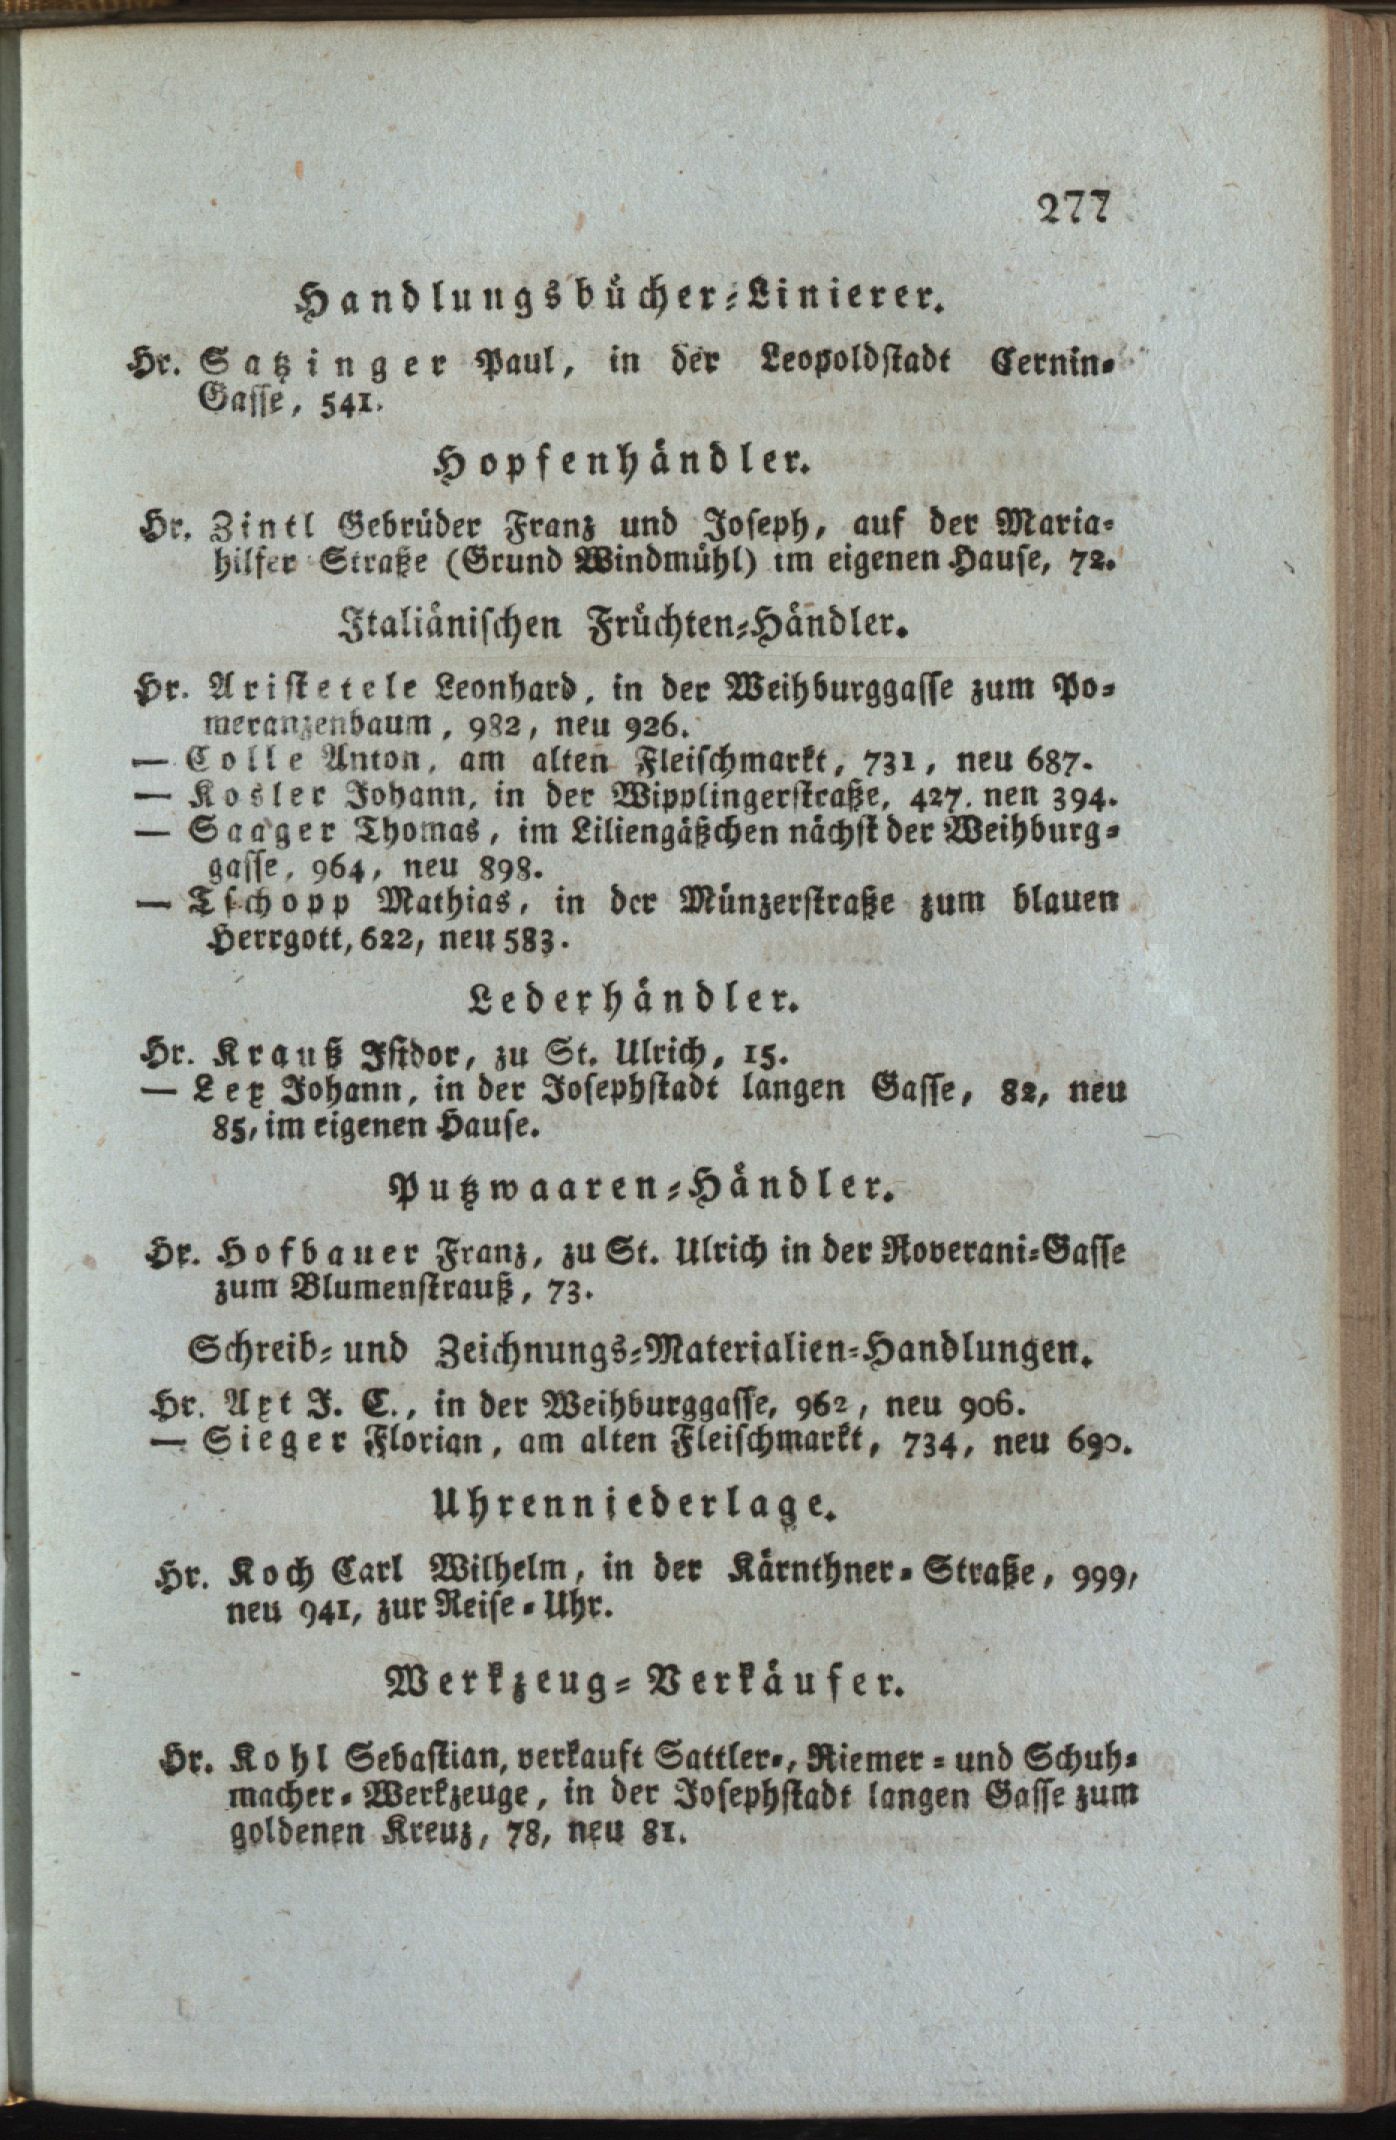 277
Handlungsbücher-Linierer.
Hr. Satzinger Paul, in der Leopoldstadt Cernin-
Gasse, 541.
Hopfenhändler.
Hr. Zintl Gebrüder Franz und Joseph, auf der Maria-
hilfer Straße (Grund Windmühl) im eigenen Hause, 72.
Italiänischen Früchten-Händler.
Hr. Aristetele Leonhard, in der Weihburggasse zum Po-
meranzenbaum, 982, neu 926.
— Colle Anton, am alten Fleischmarkt, 731, neu 687.
— Kosler Johann, in der Wipplingerstraße, 427. nen 394.
— Saager Thomas, im Liliengäßchen nächst der Weihburg-
gasse, 964, neu 898.
— Tschopp Mathias, in der Münzerstraße zum blauen
Herrgott, 622, neu 583.
Lederhändler.
Hr. Krauß Isidor, zu St. Ulrich, 15.
— Lex Johann, in der Josephstadt langen Gasse, 82, neu
85, im eigenen Hause.
Putzwaaren-Händler.
Hr. Hofbauer Franz, zu St. Ulrich in der Roverani-Gasse
zum Blumenstrauß, 73.
Schreib- und Zeichnungs-Materialien-Handlungen.
Hr. Axt J. C., in der Weihburggasse, 962, neu 906.
— Sieger Florian, am alten Fleischmarkt, 734, neu 690.
Uhrenniederlage.
Hr. Koch Carl Wilhelm, in der Kärnthner-Straße, 999,
neu 941, zur Reise-Uhr.
Werkzeug-Verkäufer.
Hr. Kohl Sebastian, verkauft Sattler-, Riemer- und Schuh-
macher-Werkzeuge, in der Josephstadt langen Gasse zum
goldenen Kreuz, 78, neu 81.